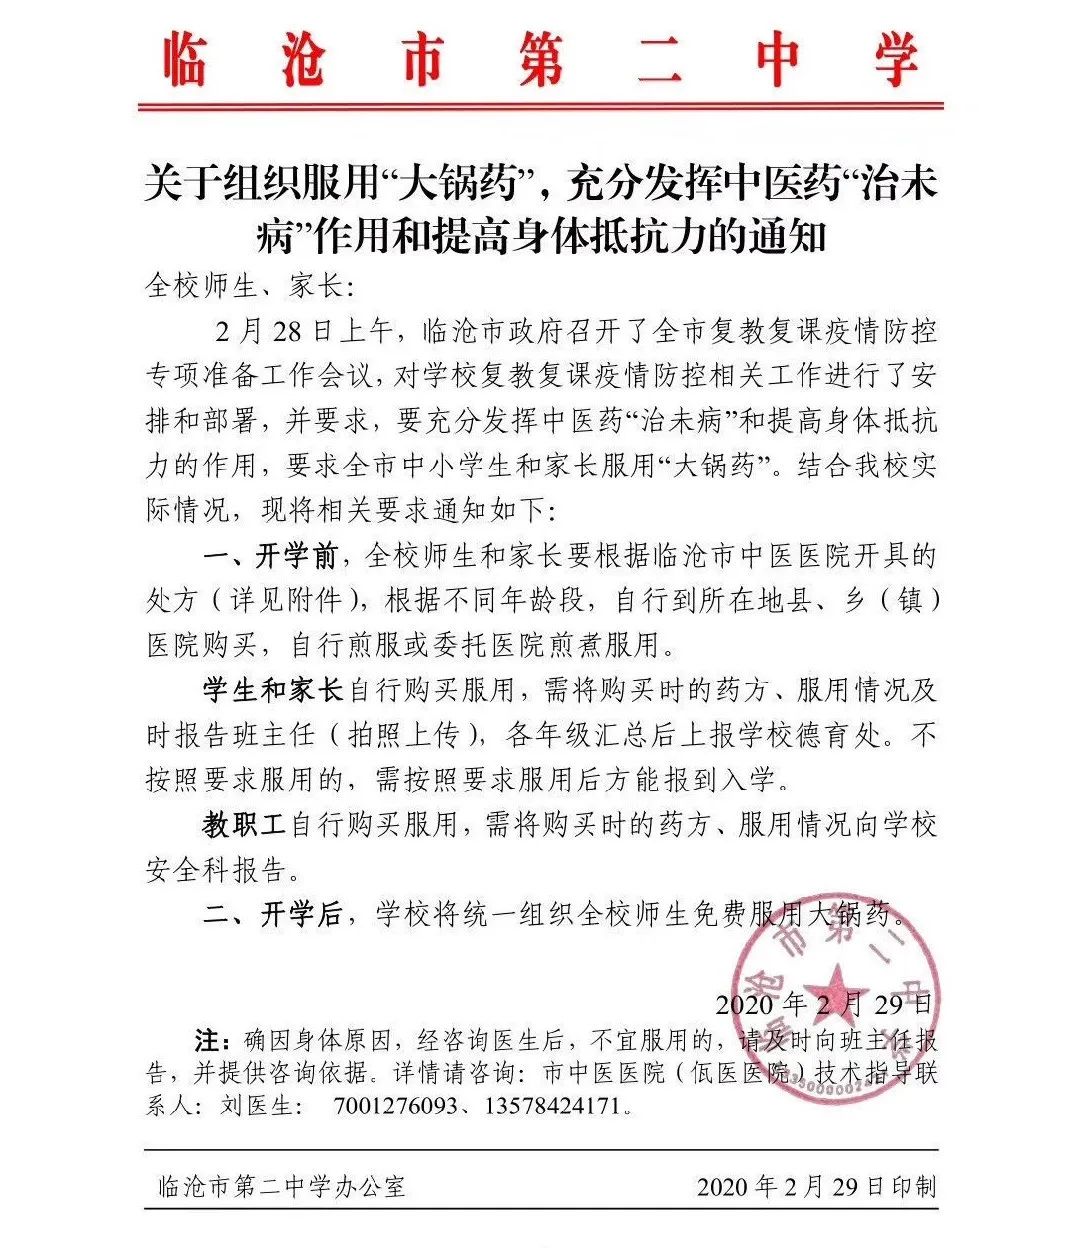 临沧市第二中学
关于组织服用“大锅药”，充分发挥中医药“治未
病”作用和提高身体抵抗力的通知
全校师生、家长：
2月28日上午，临沧市政府召开了全市复教复课疫情防控
专项准备工作会议，对学校复教复课疫情防控相关工作进行了安
排和部署，并要求，要充分发挥中医药“治未病”和提高身体抵抗
力的作用，要求全市中小学生和家长服用“大锅药”。结合我校实
际情况，现将相关要求通知如下：
一、开学前，全校师生和家长要根据临沧市中医医院开具的
处方（详见附件），根据不同年龄段，自行到所在地县、乡（镇）
医院购买，自行煎服或委托医院煎煮服用。
学生和家长自行购买服用，需将购买时的药方、服用情况及
时报告班主任（拍照上传），各年级汇总后上报学校德育处。不
按照要求服用的，需按照要求服用后方能报到入学。
教职工自行购买服用，需将购买时的药方、服用情况向学校
安全科报告。
二、开学后，学校将统一组织全校师生免费服用大锅药。
临沧市第二中学
2020年2月29日
注：确因身体原因，经咨询医生后，不宜服用的，请及时向班主任报
告，并提供咨询依据。详情请咨询：市中医医院（佤医医院）技术指导联
系人：刘医生： 7001276093、13578424171。
临沧市第二中学办公室 2020年2月29日印制